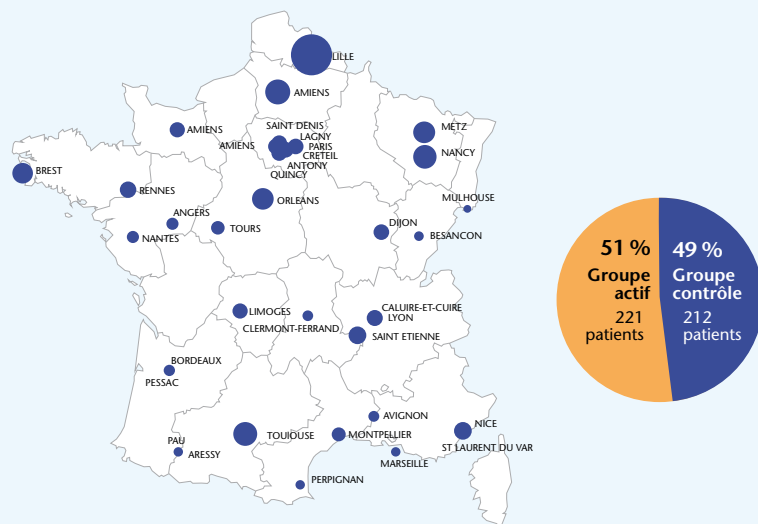 LILLE
AMIENS
AMIENS
SAINT DENIS
LAGNY
AMIENS
PARIS
CRETEIL
ANTONY
QUINCY
METZ
NANCY
BREST
RENNES
ORLEANS
MULHOUSE
ANGERS
NANTES
TOURS
DIJON
BESANCON
LIMOGES
CLERMONT-FERRAND
CALUIRE-ET-CUIRE
LYON
SAINT ETIENNE
BORDEAUX
PESSAC
AVIGNON
NICE
TOUIOUSE
MONTPELLIER
ST LAURENT DU VAR
PAU
ARESSY
MARSEILLE
PERPIGNAN
51 %
Groupe
actif
221
patients
49 %
Groupe
contrôle
212
patients